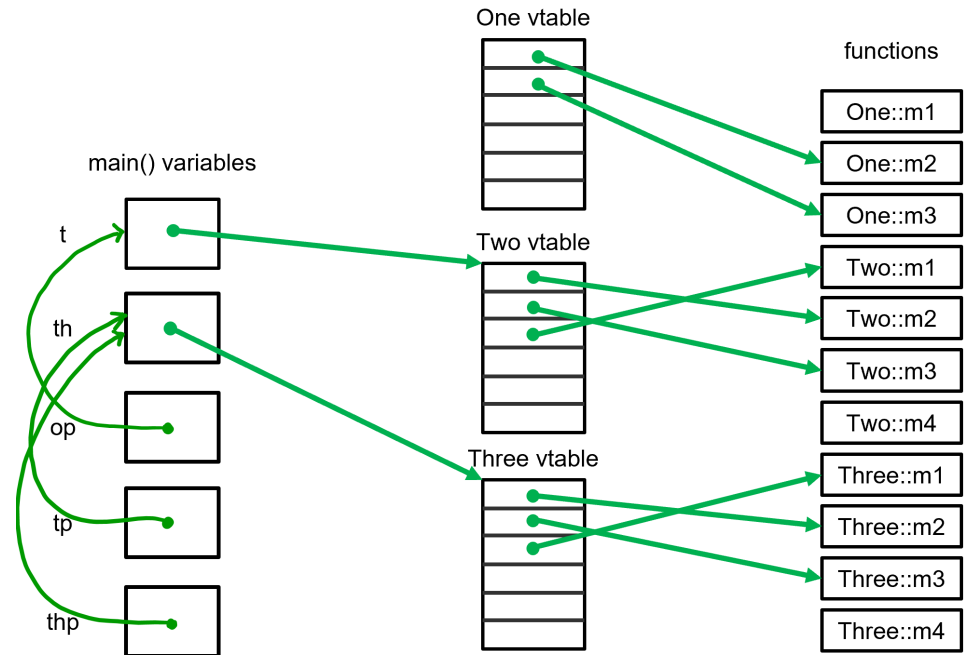 One vtable
functions
One::m1
main() variables
One::m2
One::m3
t
Two vtable
Two::m1
Two::m2
th
Two::m3
op
Two::m4
Three vtable
Three::m1
tp
Three::m2
Three::m3
thp
Three::m4